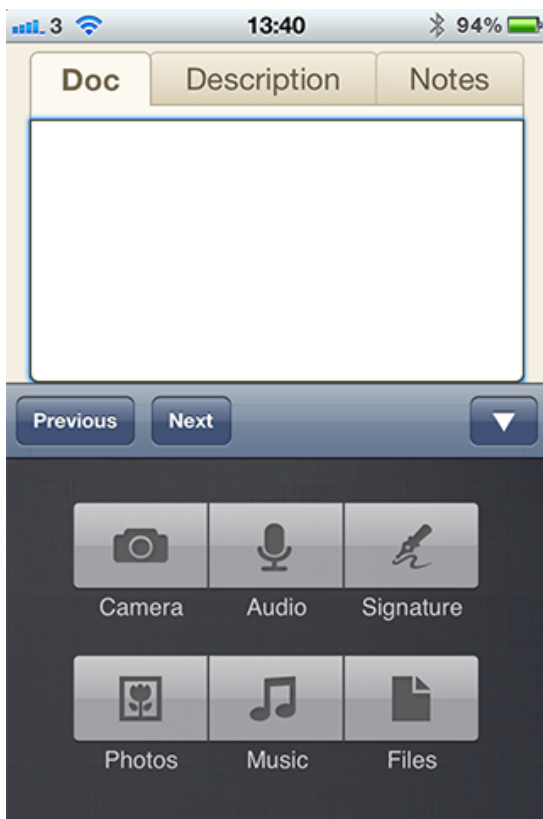 3 13:40 94%
Doc Description Notes
Previous Next
Camera Audio Signature
Photos Music Files